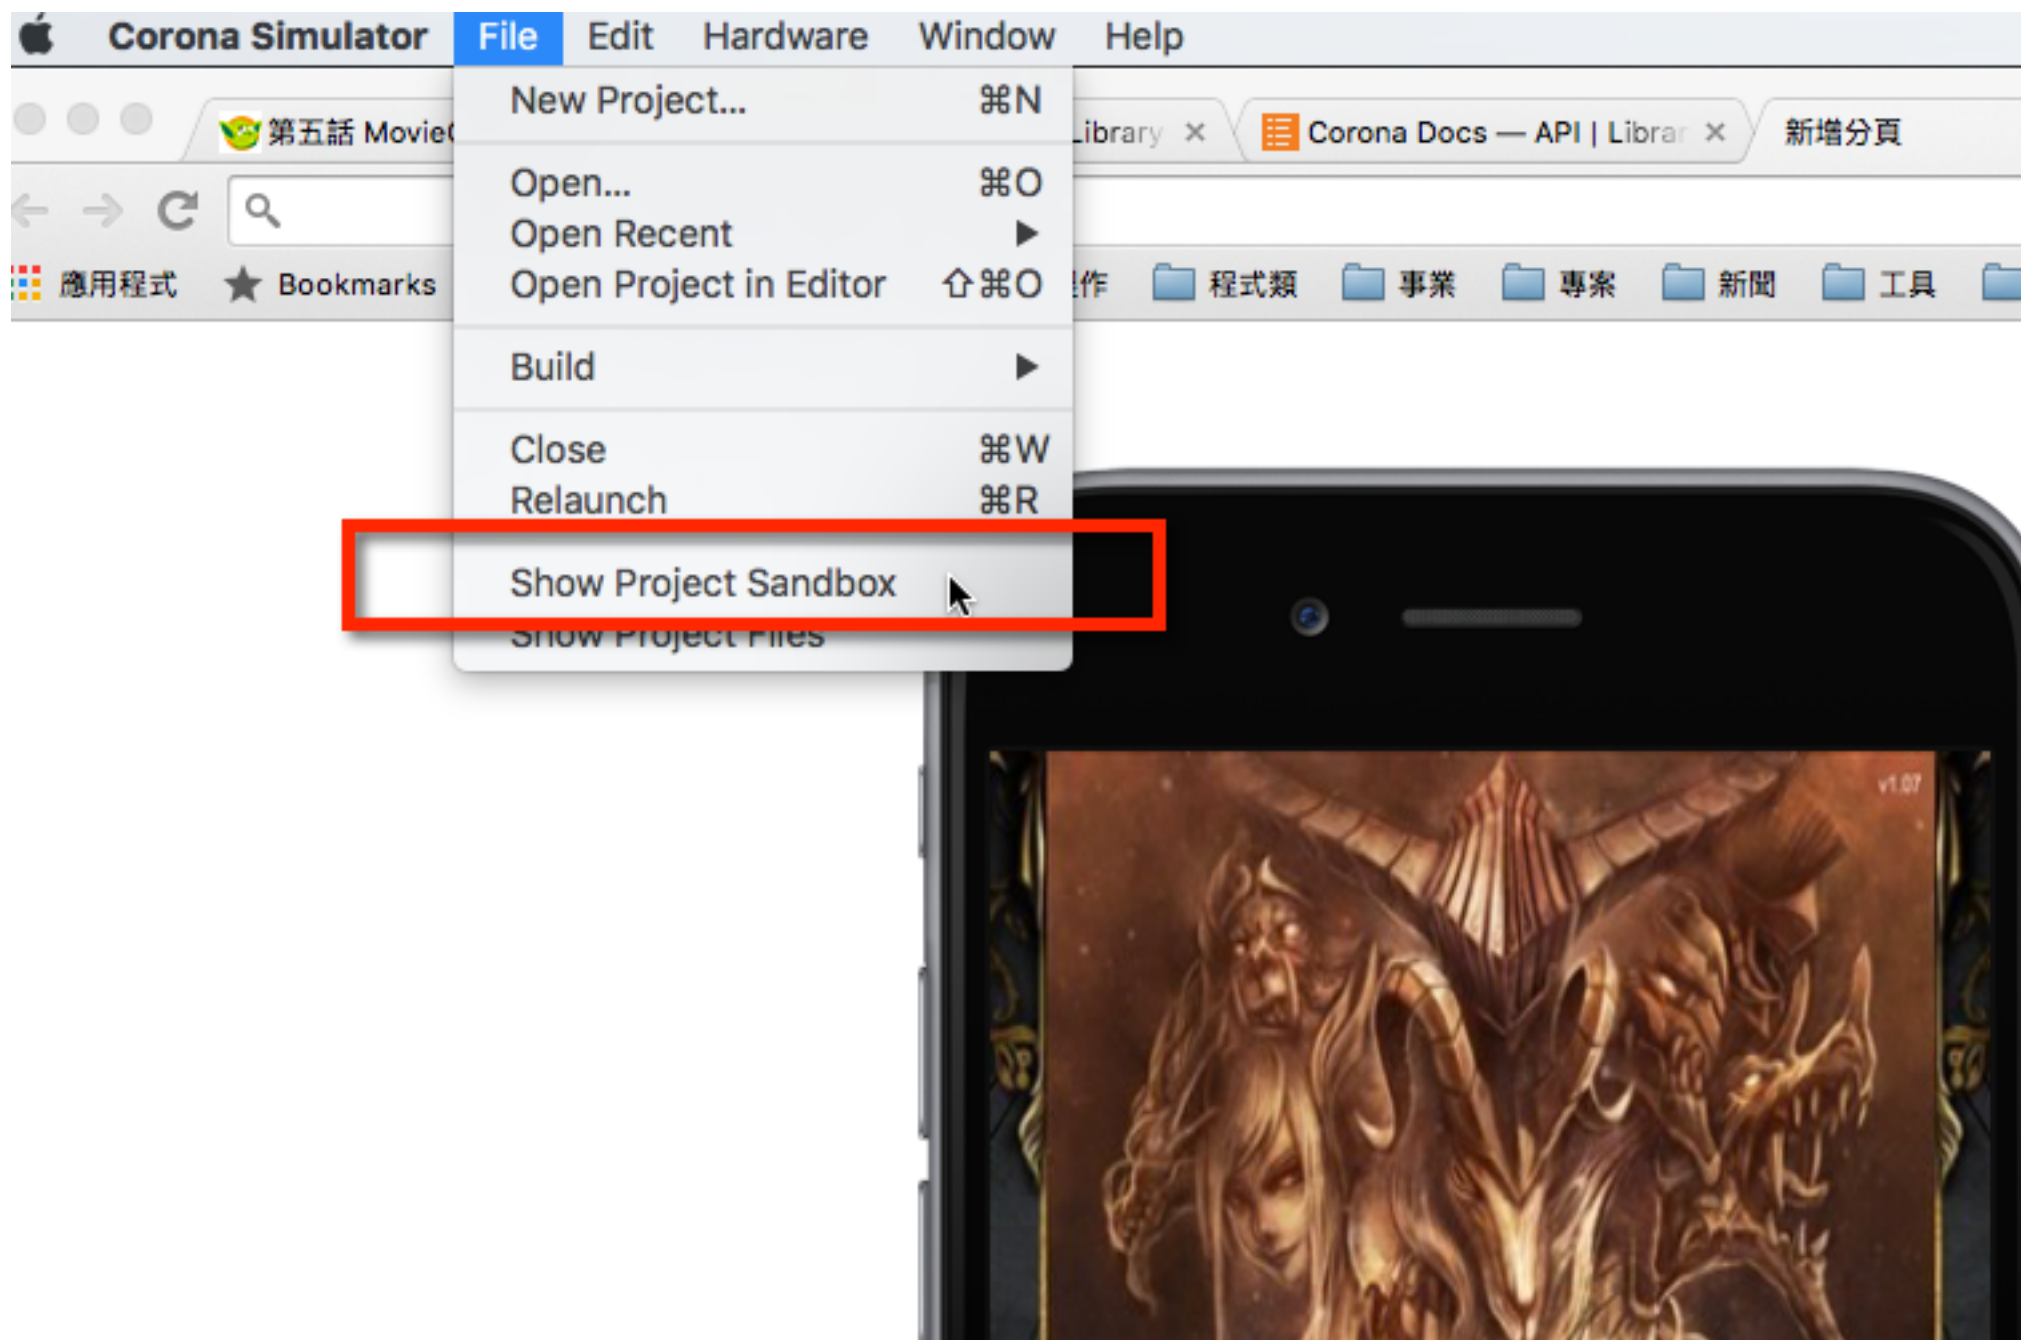 Corona Simulator File Edit Hardware Window Help
New Project... ⌘N
第五話 Movie
Library × Corona Docs — API | Librar × 新增分頁
Open... ⌘O
Open Recent ▶
應用程式 Bookmarks
Open Project in Editor ⇧⌘O
作 程式類 事業 專案 新聞 工具
Build ▶
Close ⌘W
Relaunch ⌘R
Show Project Sandbox
Show Project Files
v1.07